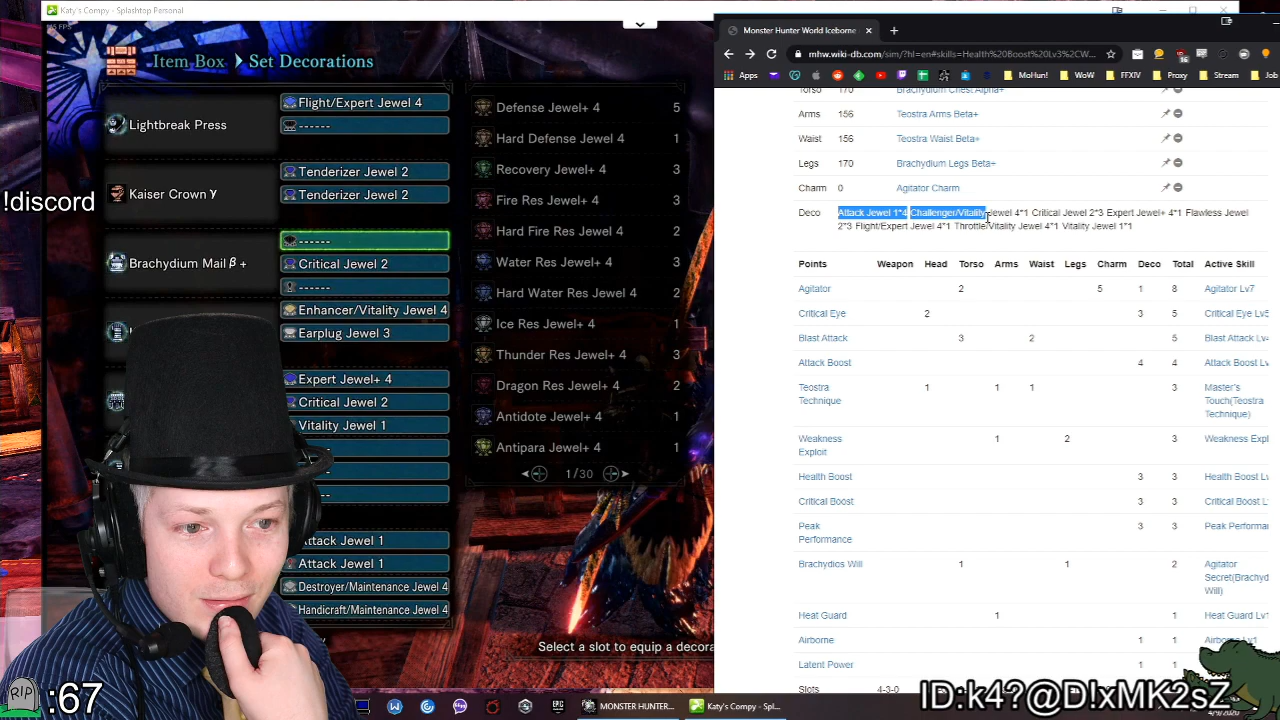 Katy's Compy - Splashtop Personal
Item Box Set Decorations
Lightbreak Press
Flight/Expert Jewel 4
------
Kaiser Crown γ
Tenderizer Jewel 2
Tenderizer Jewel 2
!discord
Brachydium Mail β +
------
Critical Jewel 2
------
Enhancer/Vitality Jewel 4
Earplug Jewel 3
Expert Jewel+ 4
Critical Jewel 2
Vitality Jewel 1
Attack Jewel 1
Attack Jewel 1
Destroyer/Maintenance Jewel 4
Handicraft/Maintenance Jewel 4
Defense Jewel+ 4 5
Hard Defense Jewel 4 1
Recovery Jewel+ 4 3
Fire Res Jewel+ 4 3
Hard Fire Res Jewel 4 2
Water Res Jewel+ 4 3
Hard Water Res Jewel 4 2
Ice Res Jewel+ 4 1
Thunder Res Jewel+ 4 3
Dragon Res Jewel+ 4 2
Antidote Jewel+ 4 1
Antipara Jewel+ 4 1
1/30
Select a slot to equip a decora
RIP :67
Monster Hunter World Iceborne
mhw.wiki-db.com/sim/?hl=en#skills=Health%20Boost%20Lv3%2CW...
Apps MoHun! WoW FFXIV Proxy Stream Job
Torso 170 Brachydium Chest Alpha+
Arms 156 Teostra Arms Beta+
Waist 156 Teostra Waist Beta+
Legs 170 Brachydium Legs Beta+
Charm 0 Agitator Charm
Deco Attack Jewel 1*4 Challenger/Vitality Jewel 4*1 Critical Jewel 2*3 Expert Jewel+ 4*1 Flawless Jewel
2*3 Flight/Expert Jewel 4*1 Throttle/Vitality Jewel 4*1 Vitality Jewel 1*1
Points Weapon Head Torso Arms Waist Legs Charm Deco Total Active Skill
Agitator 2 5 1 8 Agitator Lv7
Critical Eye 2 3 5 Critical Eye Lv5
Blast Attack 3 2 5 Blast Attack Lv
Attack Boost 4 4 Attack Boost Lv
Teostra
Technique 1 1 1 3 Master's
Touch(Teostra
Technique)
Weakness
Exploit 1 2 3 Weakness Expl
Health Boost 3 3 Health Boost Lv
Critical Boost 3 3 Critical Boost L
Peak
Performance 3 3 Peak Performa
Brachydios Will 1 1 2 Agitator
Secret(Brachyd
Will)
Heat Guard 1 1 Heat Guard Lv1
Airborne 1 1 Airborne Lv1
Latent Power 1 1
Slots 4-3-0
MONSTER HUNTER...
Katy's Compy - Spl...
ID:k4?@D!xMK2sZ
4/9/2020